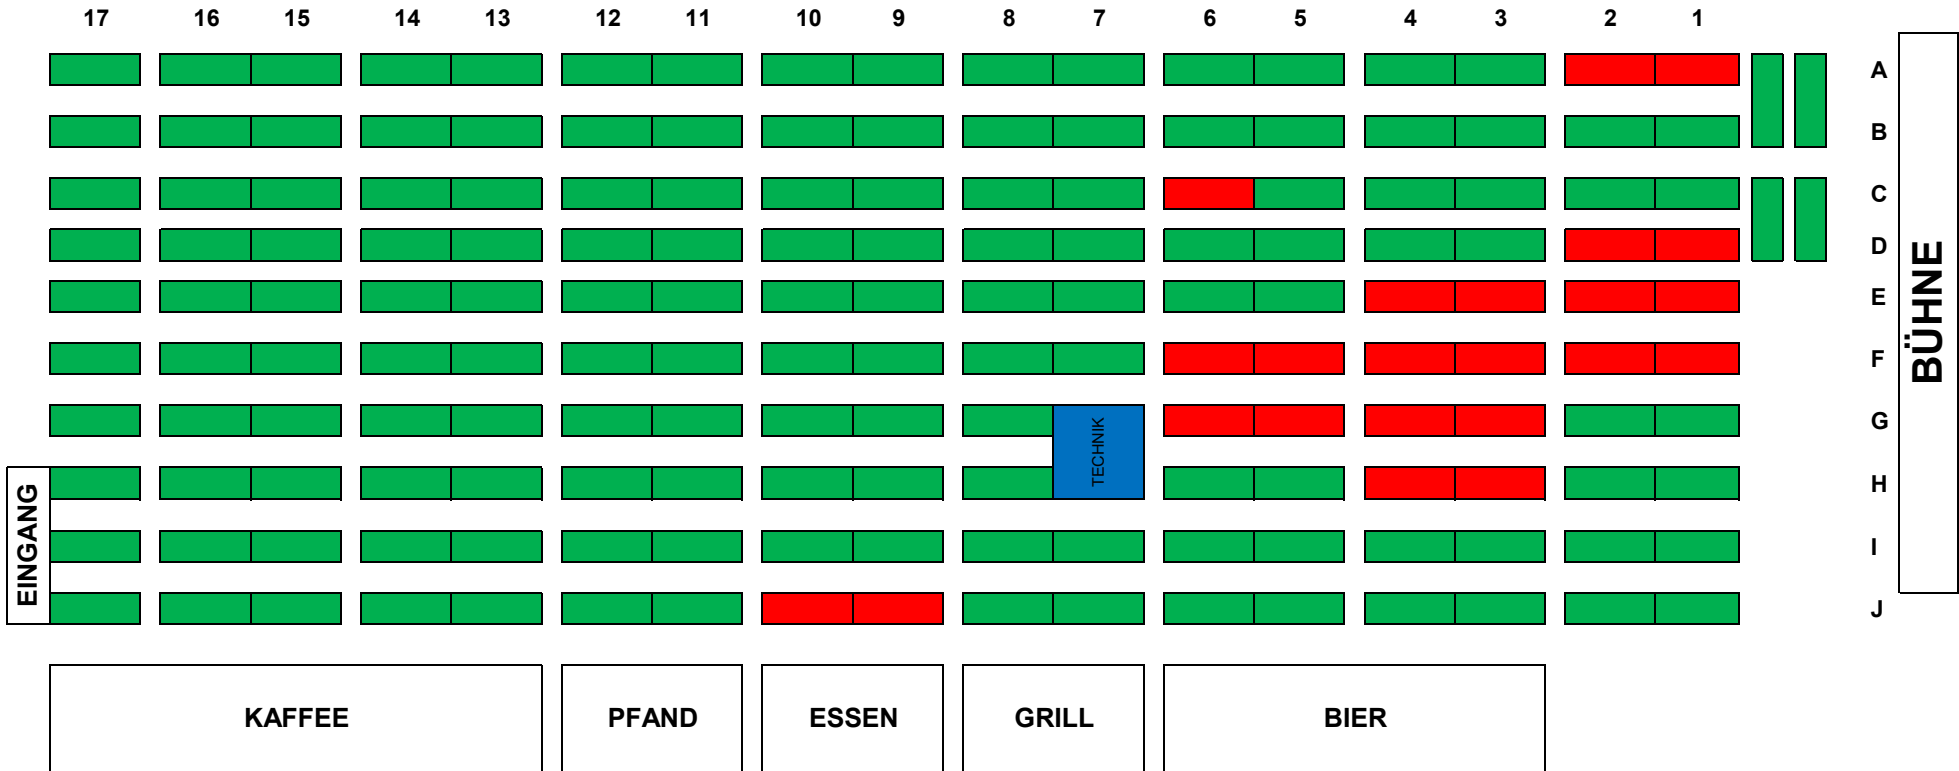 17 16 15 14 13 12 11 10 9 8 7 6 5 4 3 2 1
A
B
C
D
E
F
G
H
I
J
BÜHNE
TECHNIK
EINGANG
KAFFEE PFAND ESSEN GRILL BIER